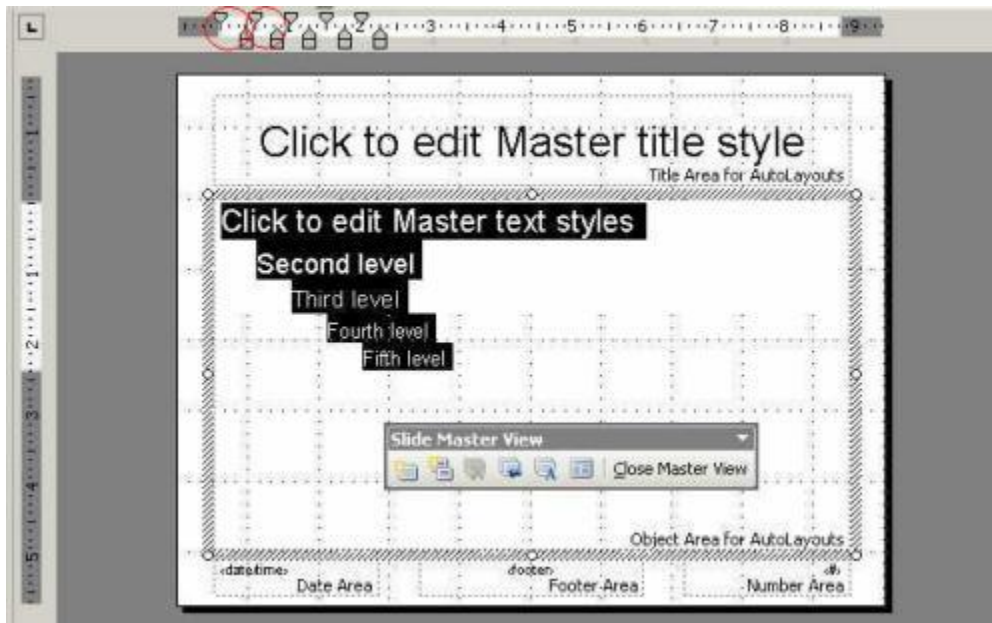 1 2 3 4 5 6 7 8 9
Click to edit Master title style
Title Area for AutoLayouts
Click to edit Master text styles
Second level
Third level
Fourth level
Fifth level
Slide Master View
Close Master View
Object Area for AutoLayouts
<date/time> <footer> <#>
Date Area Footer Area Number Area
1
1
2
3
4
5